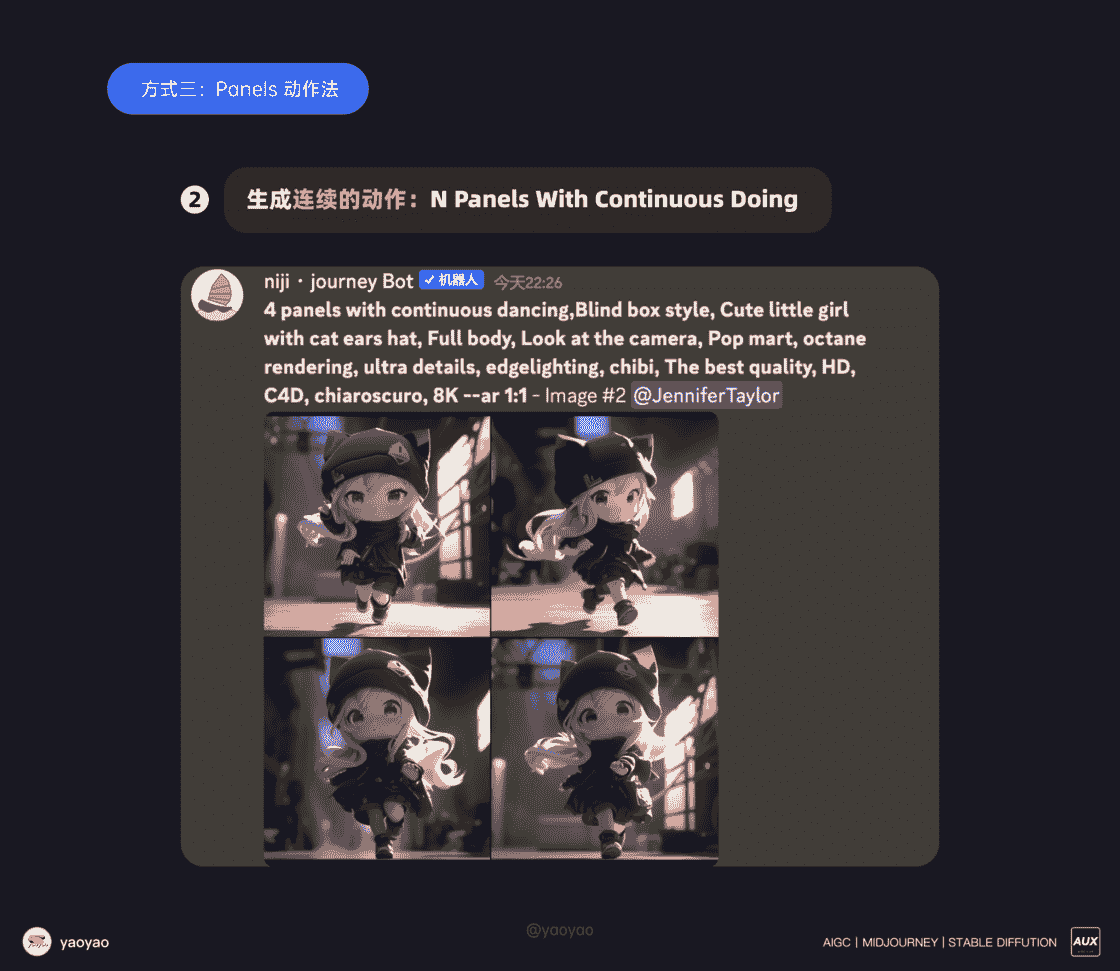 方式三：Panels 动作法
2 生成连续的动作：N Panels With Continuous Doing
niji · journey Bot ✓ 机器人 今天22:26
4 panels with continuous dancing,Blind box style, Cute little girl
with cat ears hat, Full body, Look at the camera, Pop mart, octane
rendering, ultra details, edgelighting, chibi, The best quality, HD,
C4D, chiaroscuro, 8K --ar 1:1 - Image #2 @JenniferTaylor
@yaoyao
yaoyao
AIGC | MIDJOURNEY | STABLE DIFFUTION
AUX